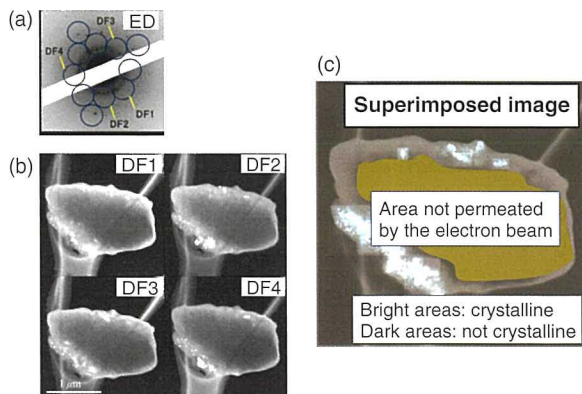 (a)
ED
DF3
DF4
DF1
DF2
(b)
DF1
DF2
DF3
DF4
1 μm
(c)
Superimposed image
Area not permeated
by the electron beam
Bright areas: crystalline
Dark areas: not crystalline